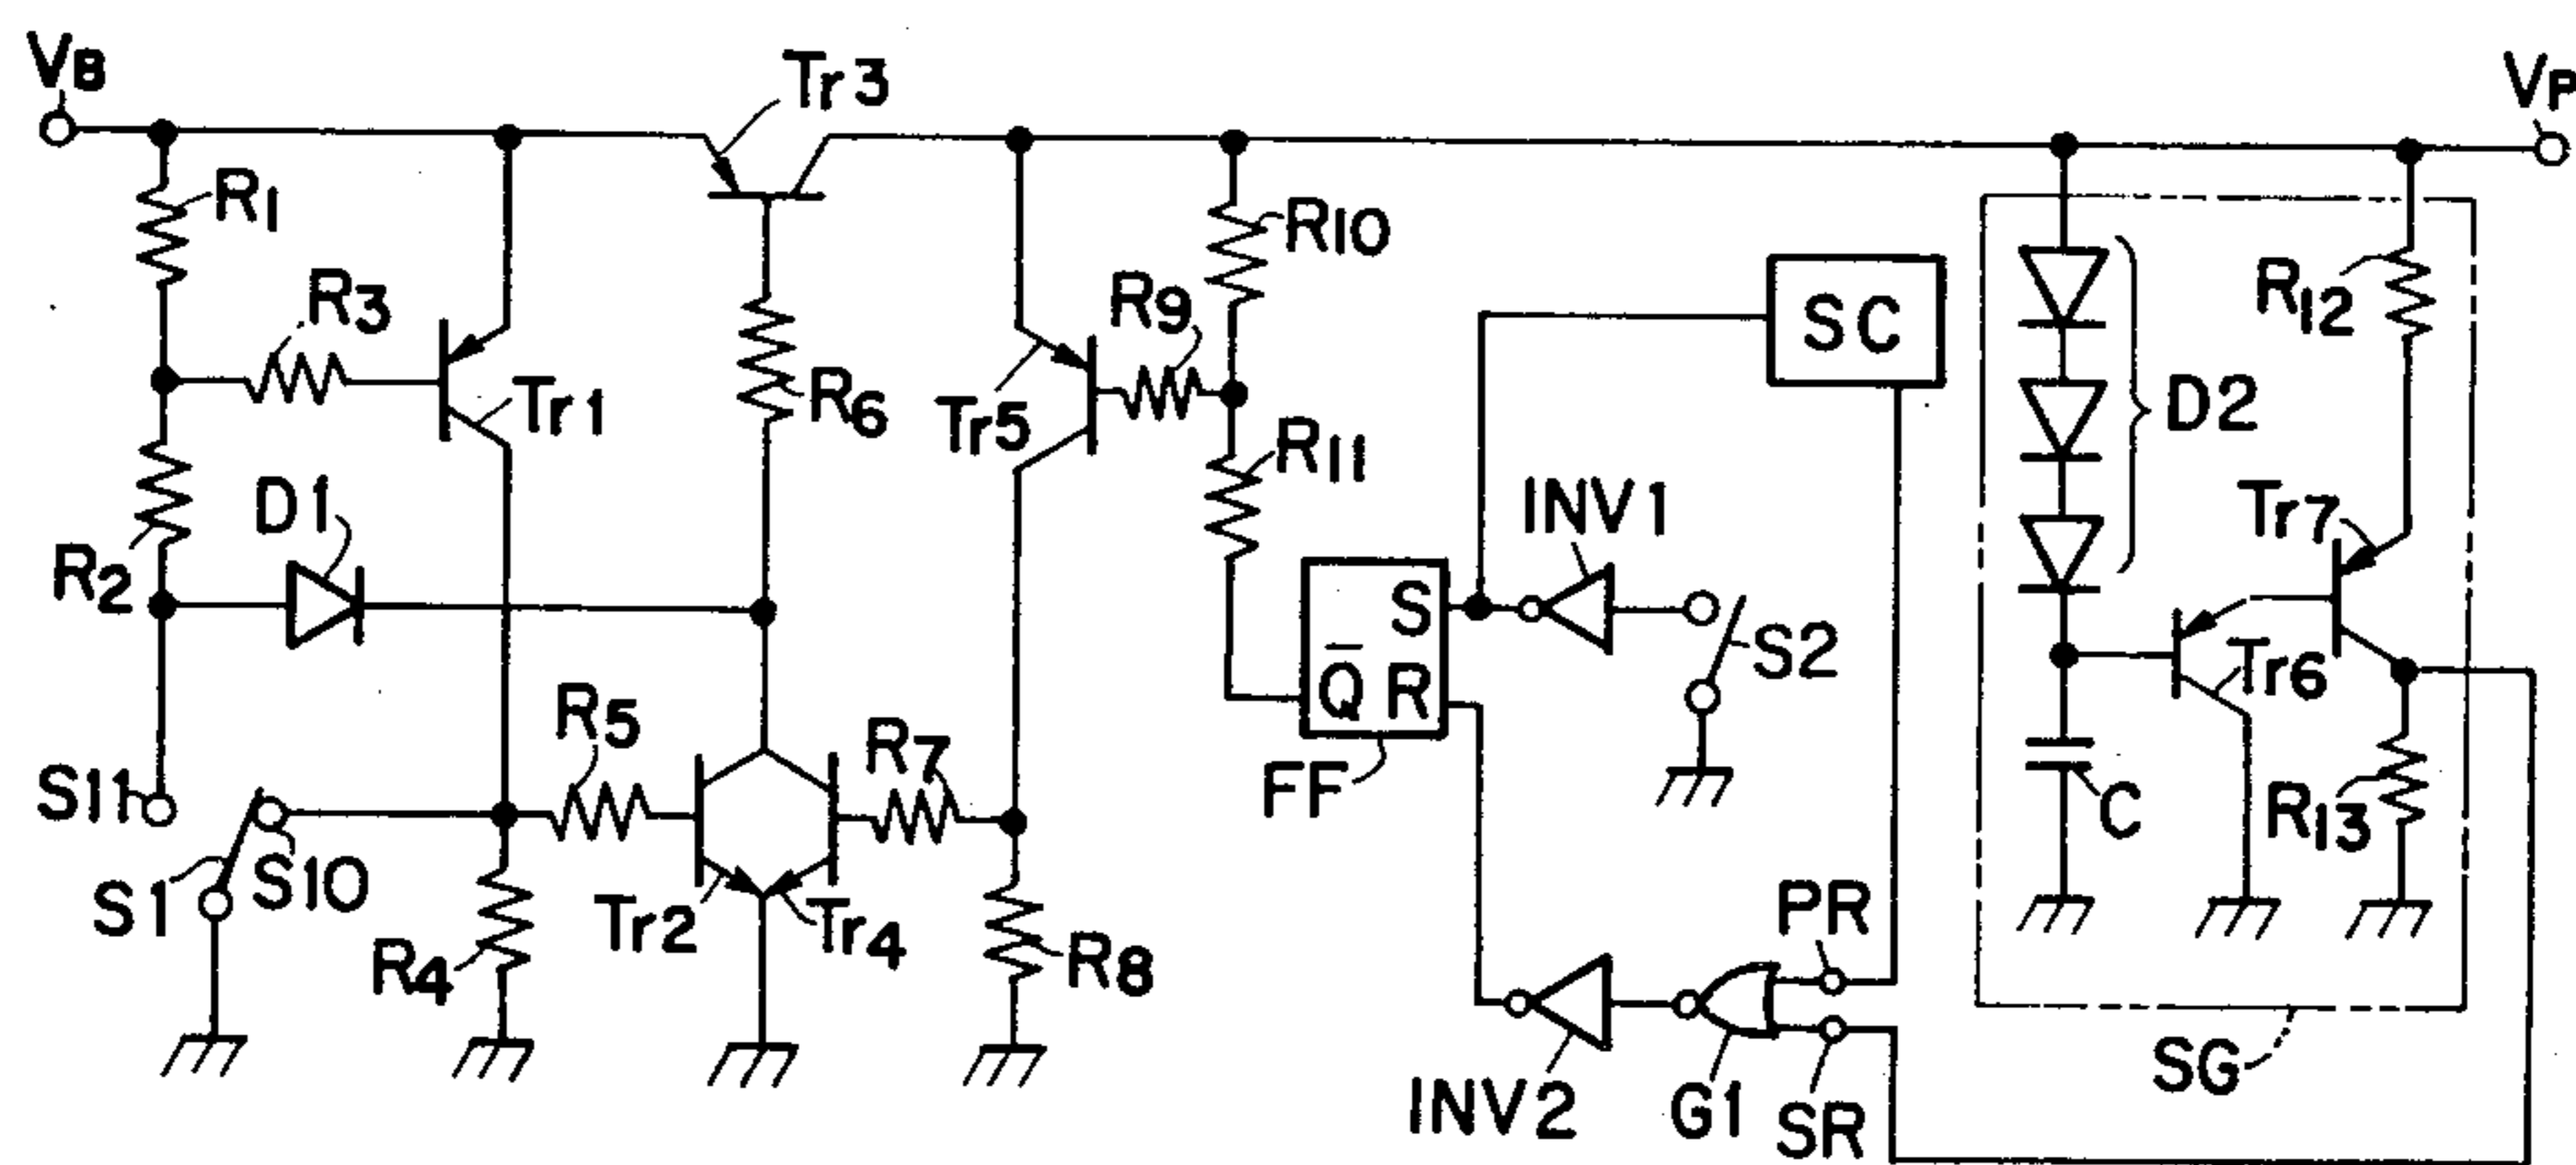 VB
Tr3
VP
R1
R3
Tr1
R6
R10
R9
Tr5
R11
SC
D2
R12
Tr7
D1
R2
INV1
S
Q̅ R
FF
S2
Tr6
C
R13
S11
S10
S1
R5
R7
R4
Tr2
Tr4
R8
PR
INV2
G1
SR
SG